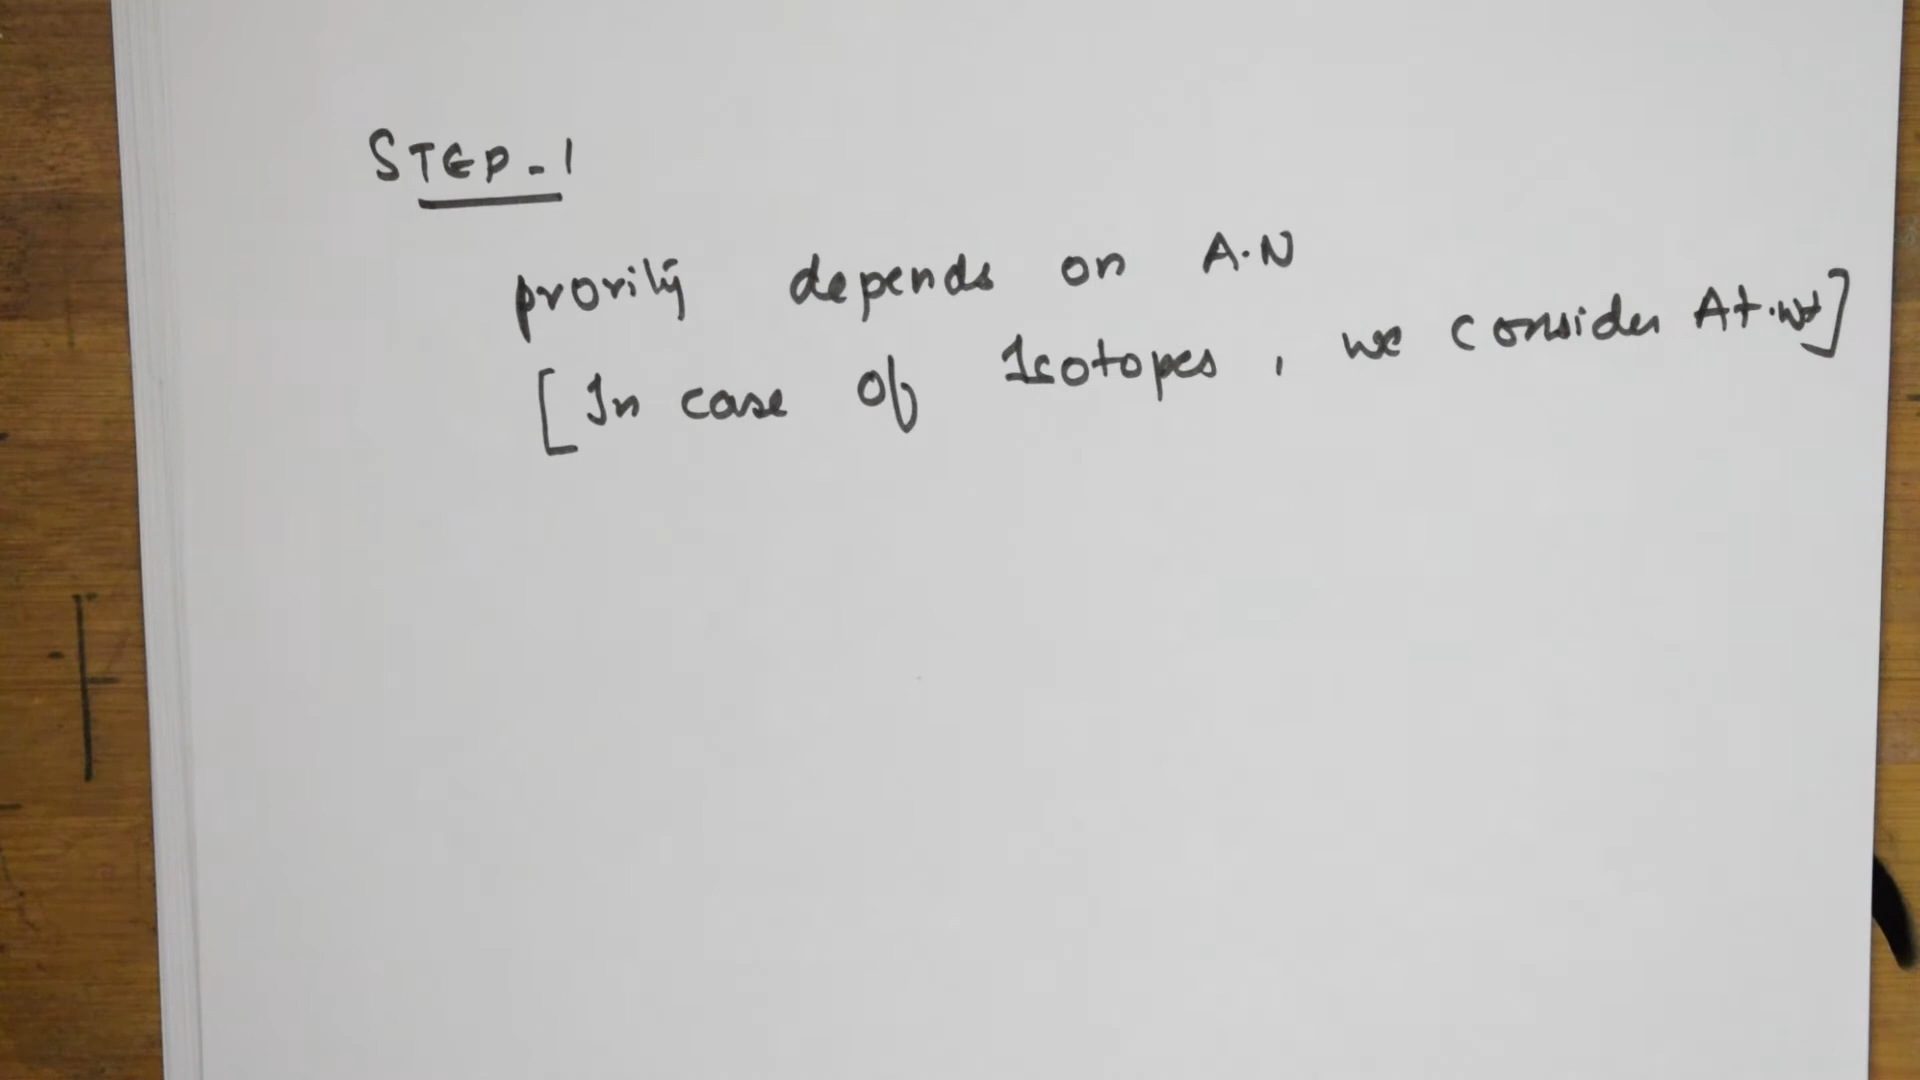 STEP-1
prority depends on A.N
[In case of Isotopes, we consider At.wt]